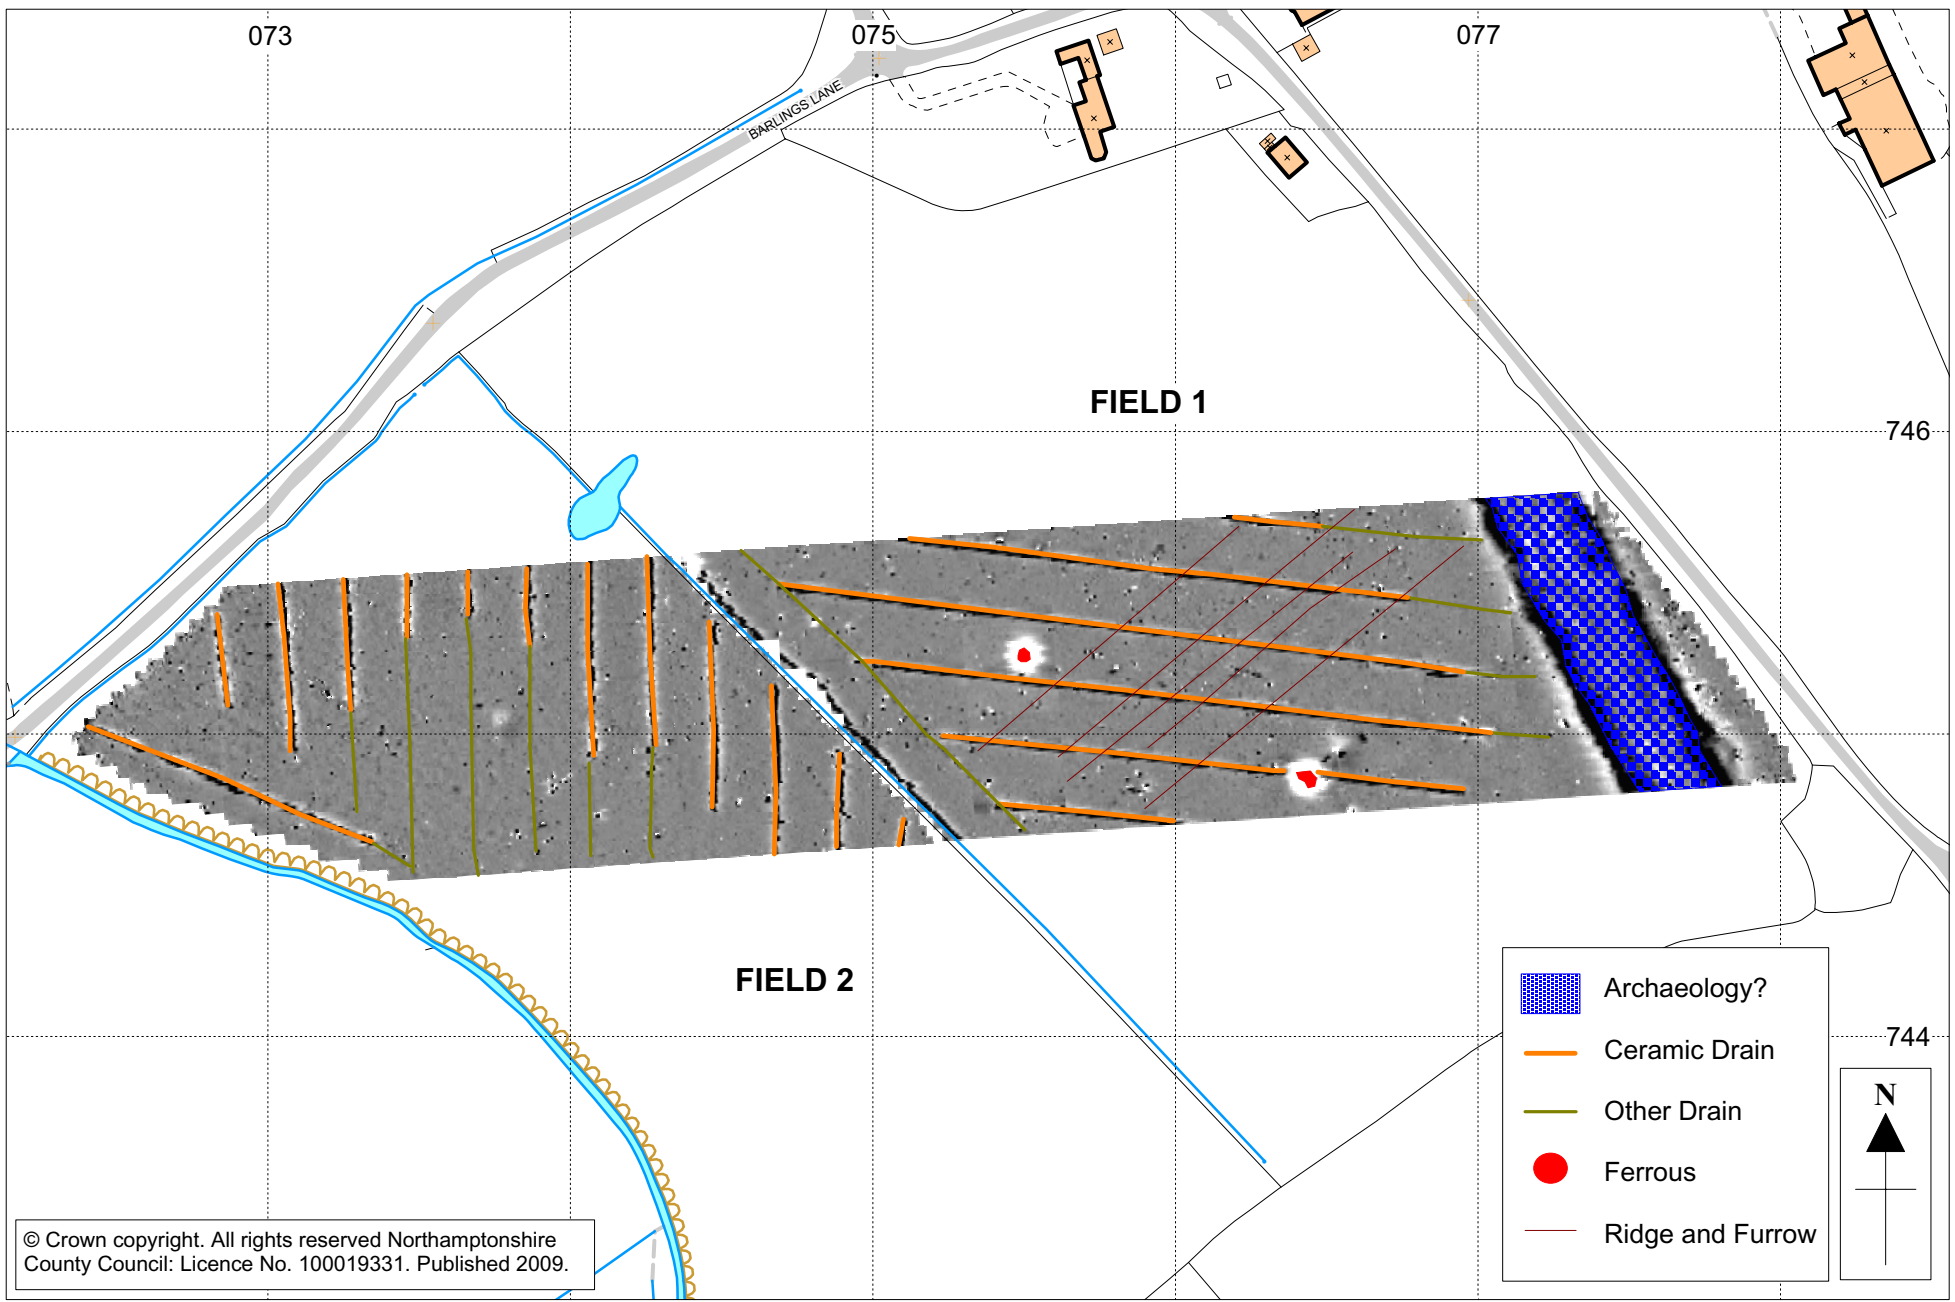 073
075
077
BARLINGS LANE
FIELD 1
746
FIELD 2
744
Archaeology?
Ceramic Drain
Other Drain
Ferrous
Ridge and Furrow
N
© Crown copyright. All rights reserved Northamptonshire
County Council: Licence No. 100019331. Published 2009.